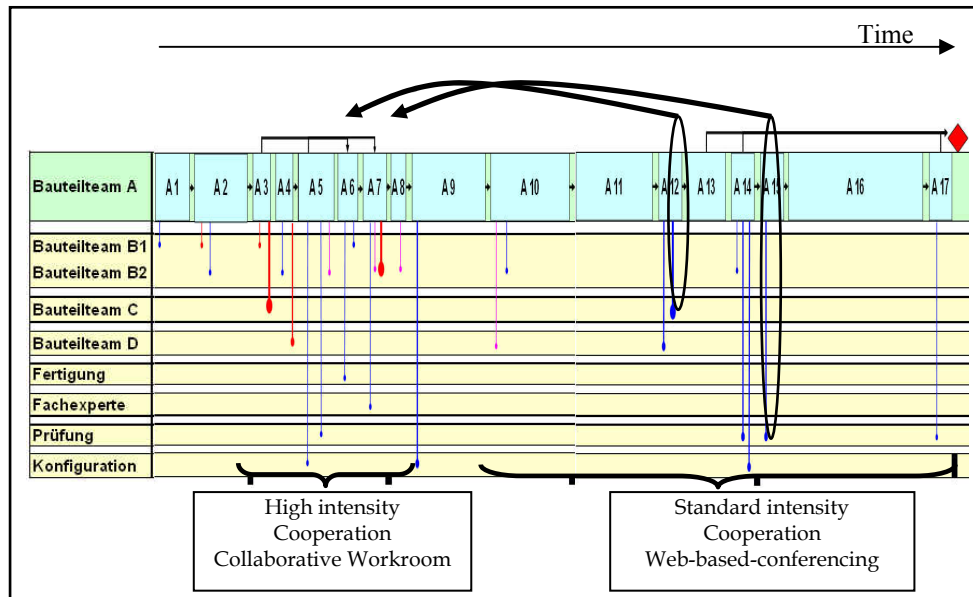 Time
Bauteilteam A
A 1
A 2
A 3
A 4
A 5
A 6
A 7
A 8
A 9
A 10
A 11
A 12
A 13
A 14
A 15
A 16
A 17
Bauteilteam B1
Bauteilteam B2
Bauteilteam C
Bauteilteam D
Fertigung
Fachexperte
Prüfung
Konfiguration
High intensity
Cooperation
Collaborative Workroom
Standard intensity
Cooperation
Web-based-conferencing